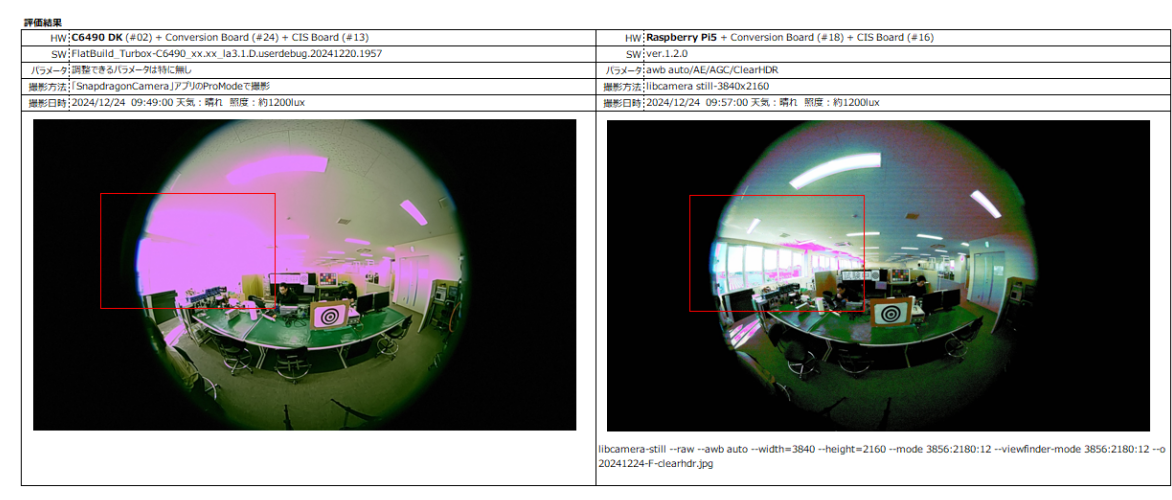 評価結果
HW C6490 DK (#02) + Conversion Board (#24) + CIS Board (#13)
SW FlatBuild_Turbox-C6490_xx.xx_la3.1.D.userdebug.20241220.1957
パラメータ 調整できるパラメータは特に無し
撮影方法 「SnapdragonCamera」アプリのProModeで撮影
撮影日時 2024/12/24 09:49:00 天気：晴れ 照度：約1200lux
HW Raspberry Pi5 + Conversion Board (#18) + CIS Board (#16)
SW ver.1.2.0
パラメータ awb auto/AE/AGC/ClearHDR
撮影方法 libcamera still-3840x2160
撮影日時 2024/12/24 09:57:00 天気：晴れ 照度：約1200lux
libcamera-still --raw --awb auto --width=3840 --height=2160 --mode 3856:2180:12 --viewfinder-mode 3856:2180:12 --o
20241224-F-clearhdr.jpg